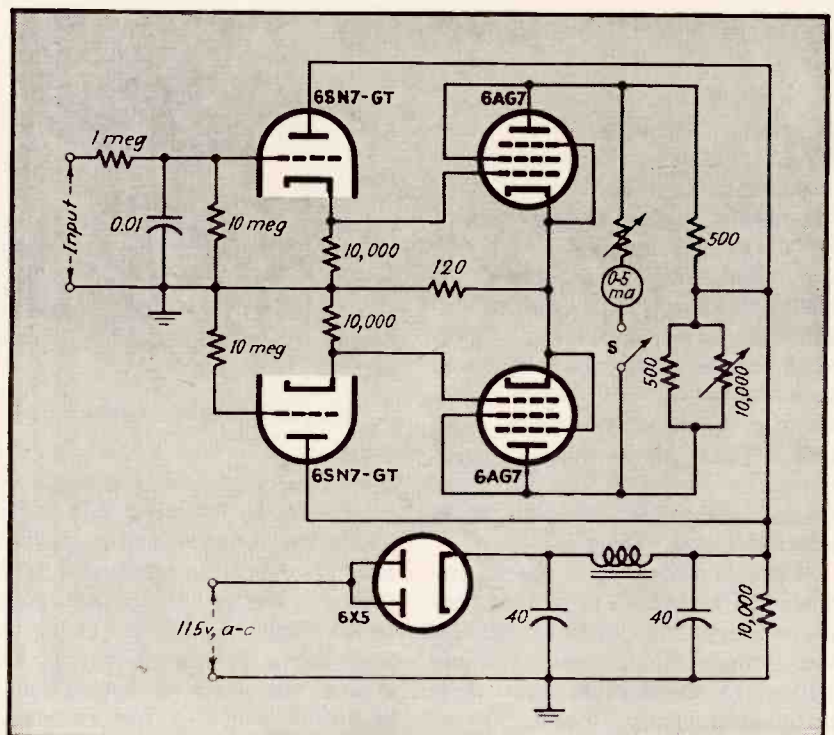 6SN7-GT
6AG7
1 meg
Input
0.01
10 meg
10,000
120
500
0-5
ma
10,000
S
500
10,000
10 meg
6SN7-GT
6AG7
6X5
115v, a-c
40
40
10,000